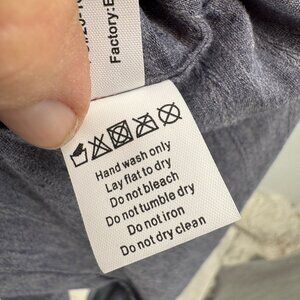 Factory:E
Hand wash only
Lay flat to dry
Do not bleach
Do not tumble dry
Do not iron
Do not dry clean